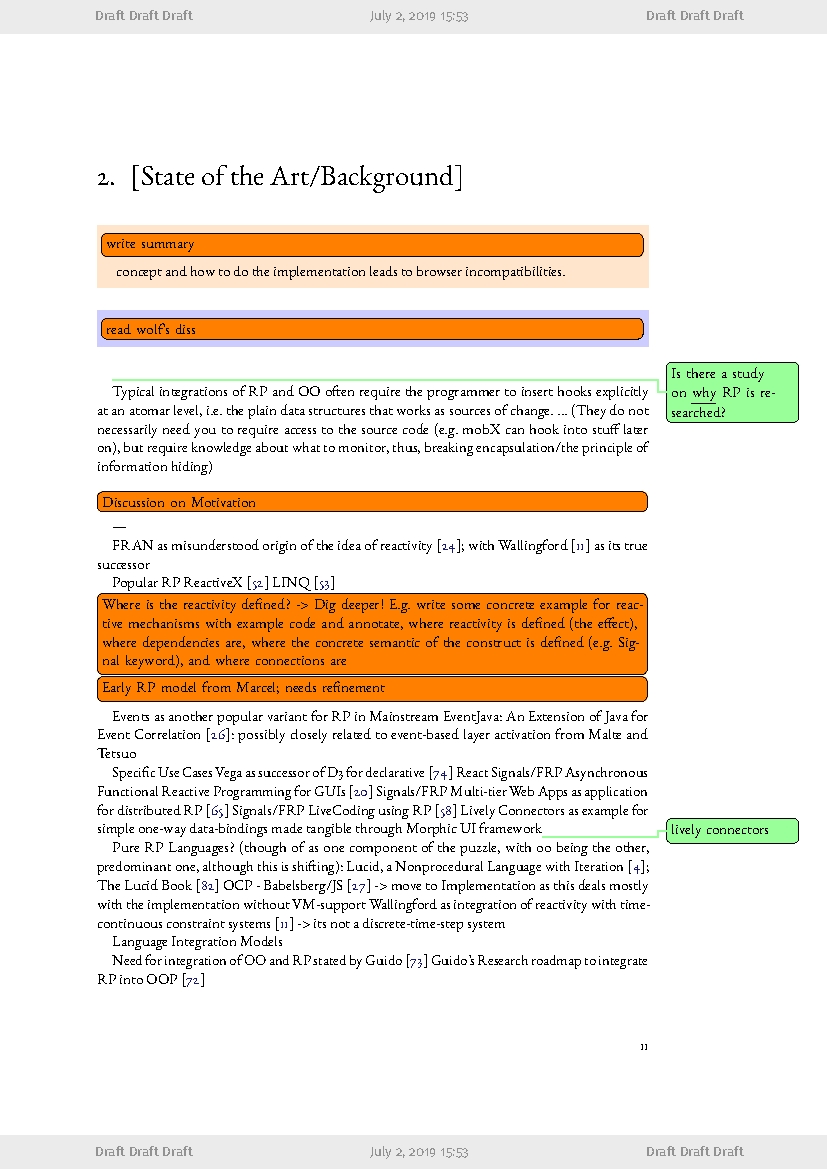 Draft Draft Draft July 2, 2019 15:53 Draft Draft Draft
2. [State of the Art/Background]
write summary
concept and how to do the implementation leads to browser incompatibilities.
read wolf's diss
Is there a study
on why RP is re-
searched?
Typical integrations of RP and OO often require the programmer to insert hooks explicitly
at an atomar level, i.e. the plain data structures that works as sources of change. ... (They do not
necessarily need you to require access to the source code (e.g. mobX can hook into stuff later
on), but require knowledge about what to monitor, thus, breaking encapsulation/the principle of
information hiding)
Discussion on Motivation
—
FRAN as misunderstood origin of the idea of reactivity [24]; with Wallingford [11] as its true
successor
Popular RP ReactiveX [52] LINQ [53]
Where is the reactivity defined? -> Dig deeper! E.g. write some concrete example for reac-
tive mechanisms with example code and annotate, where reactivity is defined (the effect),
where dependencies are, where the concrete semantic of the construct is defined (e.g. Sig-
nal keyword), and where connections are
Early RP model from Marcel; needs refinement
Events as another popular variant for RP in Mainstream EventJava: An Extension of Java for
Event Correlation [26]: possibly closely related to event-based layer activation from Malte and
Tetsuo
Specific Use Cases Vega as successor of D3 for declarative [74] React Signals/FRP Asynchronous
Functional Reactive Programming for GUIs [20] Signals/FRP Multi-tier Web Apps as application
for distributed RP [65] Signals/FRP LiveCoding using RP [58] Lively Connectors as example for
simple one-way data-bindings made tangible through Morphic UI framework
lively connectors
Pure RP Languages? (though of as one component of the puzzle, with oo being the other,
predominant one, although this is shifting): Lucid, a Nonprocedural Language with Iteration [4];
The Lucid Book [82] OCP - Babelsberg/JS [27] -> move to Implementation as this deals mostly
with the implementation without VM-support Wallingford as integration of reactivity with time-
continuous constraint systems [11] -> its not a discrete-time-step system
Language Integration Models
Need for integration of OO and RP stated by Guido [73] Guido's Research roadmap to integrate
RP into OOP [72]
11
Draft Draft Draft July 2, 2019 15:53 Draft Draft Draft